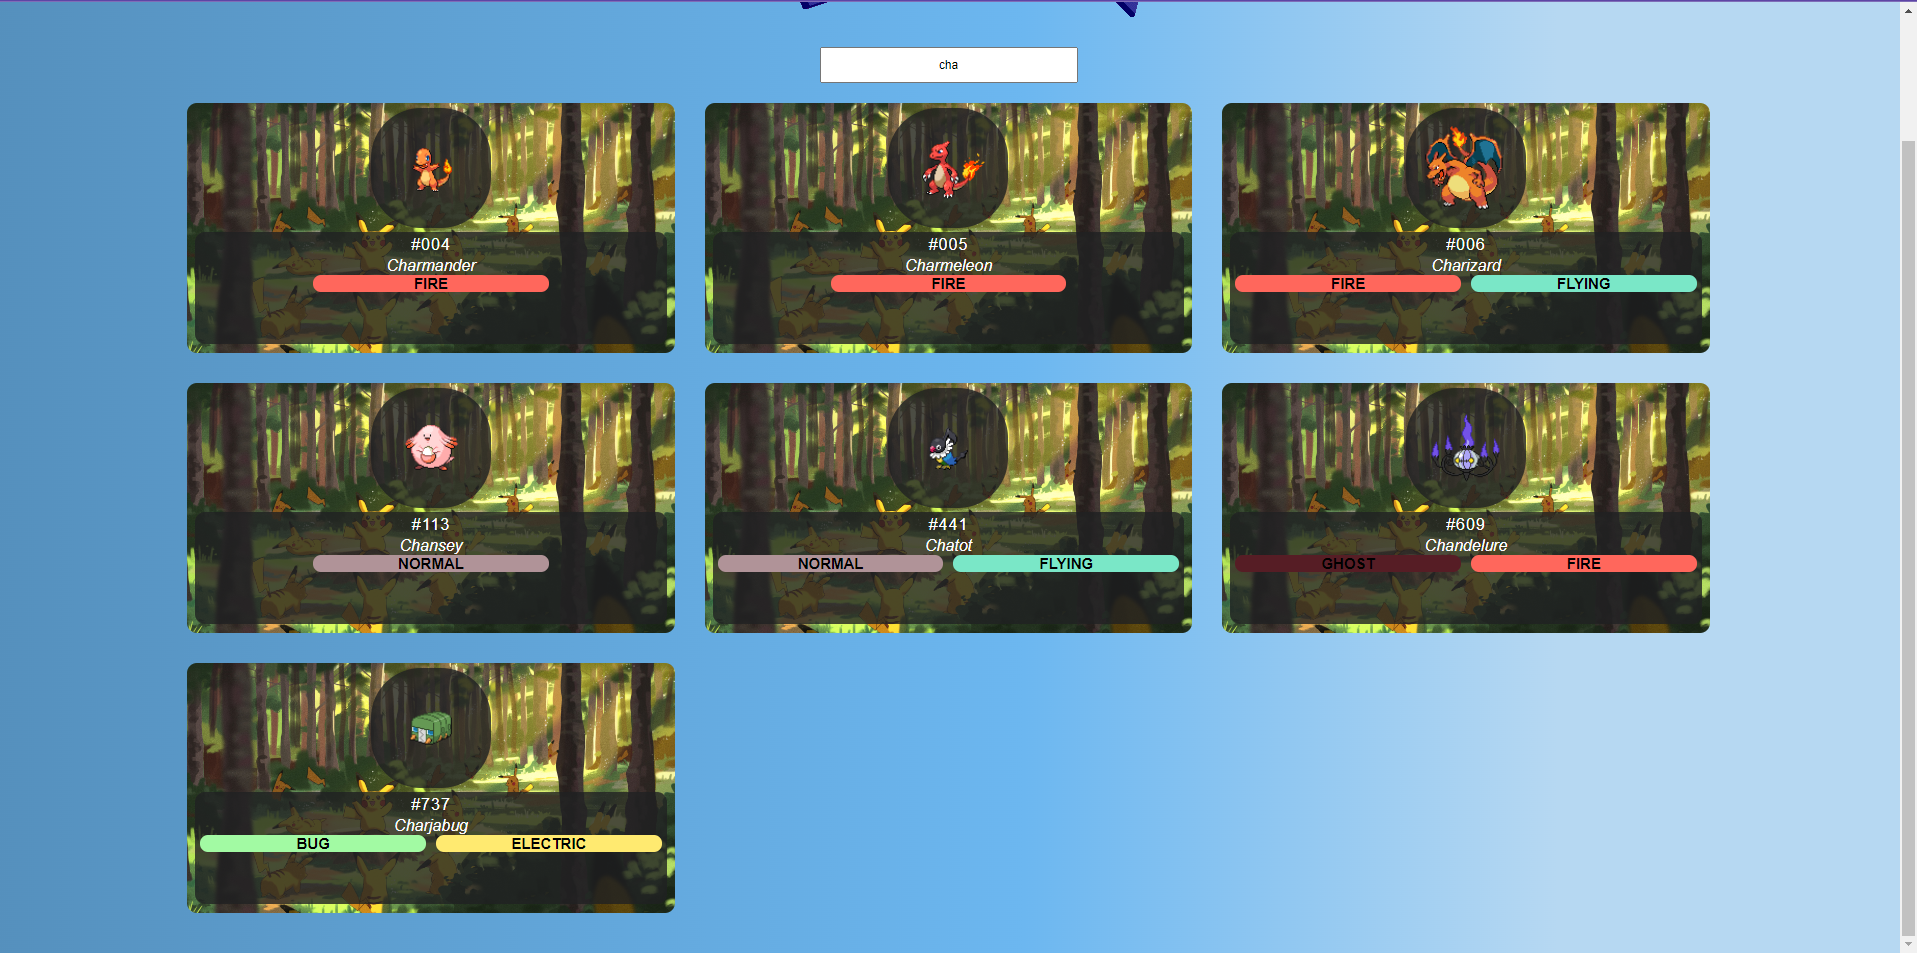 cha
#004
Charmander
FIRE
#005
Charmeleon
FIRE
#006
Charizard
FIRE FLYING
#113
Chansey
NORMAL
#441
Chatot
NORMAL FLYING
#609
Chandelure
GHOST FIRE
#737
Charjabug
BUG ELECTRIC